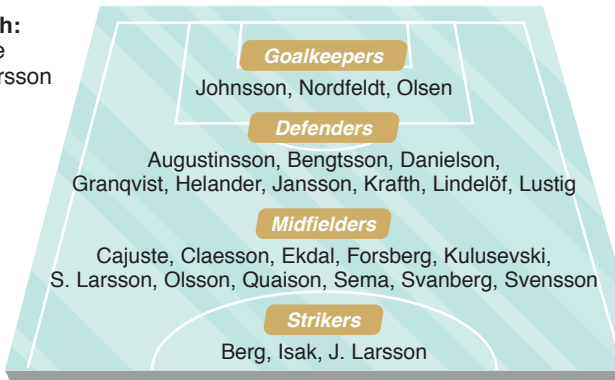 h:
e
rsson
Goalkeepers
Johnsson, Nordfeldt, Olsen
Defenders
Augustinsson, Bengtsson, Danielson,
Granqvist, Helander, Jansson, Krafth, Lindelöf, Lustig
Midfielders
Cajuste, Claesson, Ekdal, Forsberg, Kulusevski,
S. Larsson, Olsson, Quaison, Sema, Svanberg, Svensson
Strikers
Berg, Isak, J. Larsson